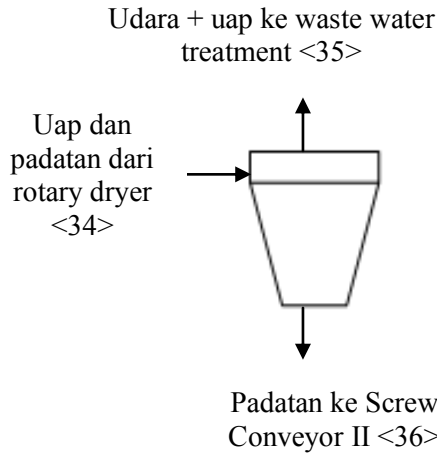 Udara + uap ke waste water
treatment <35>
Uap dan
padatan dari
rotary dryer
<34>
Padatan ke Screw
Conveyor II <36>